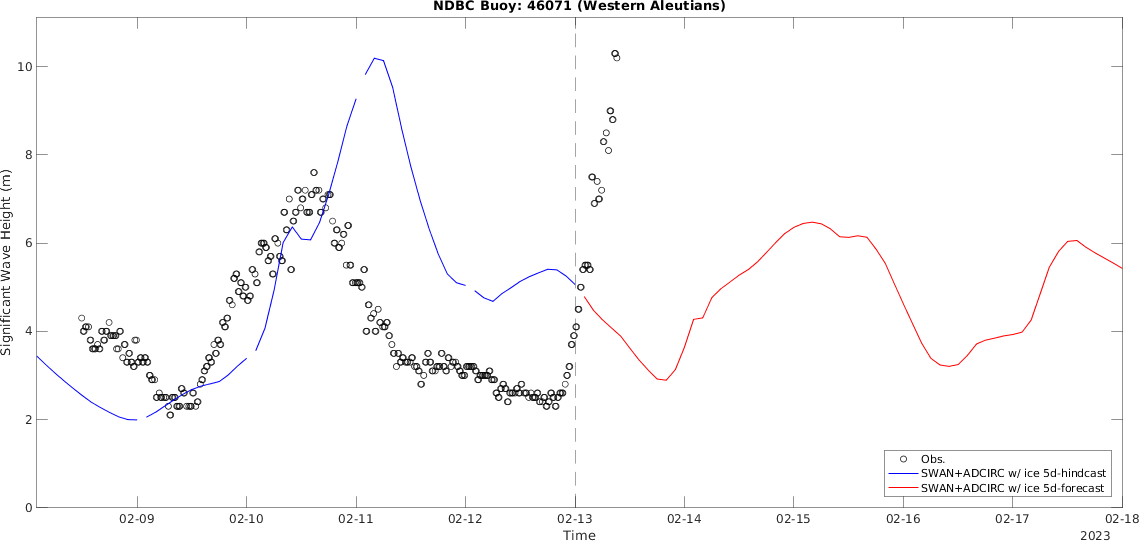 NDBC Buoy: 46071 (Western Aleutians)
Significant Wave Height (m)
10
8
6
4
2
0
02-09
02-10
02-11
02-12
02-13
02-14
02-15
02-16
02-17
02-18
Time
2023
Obs.
SWAN+ADCIRC w/ ice 5d-hindcast
SWAN+ADCIRC w/ ice 5d-forecast